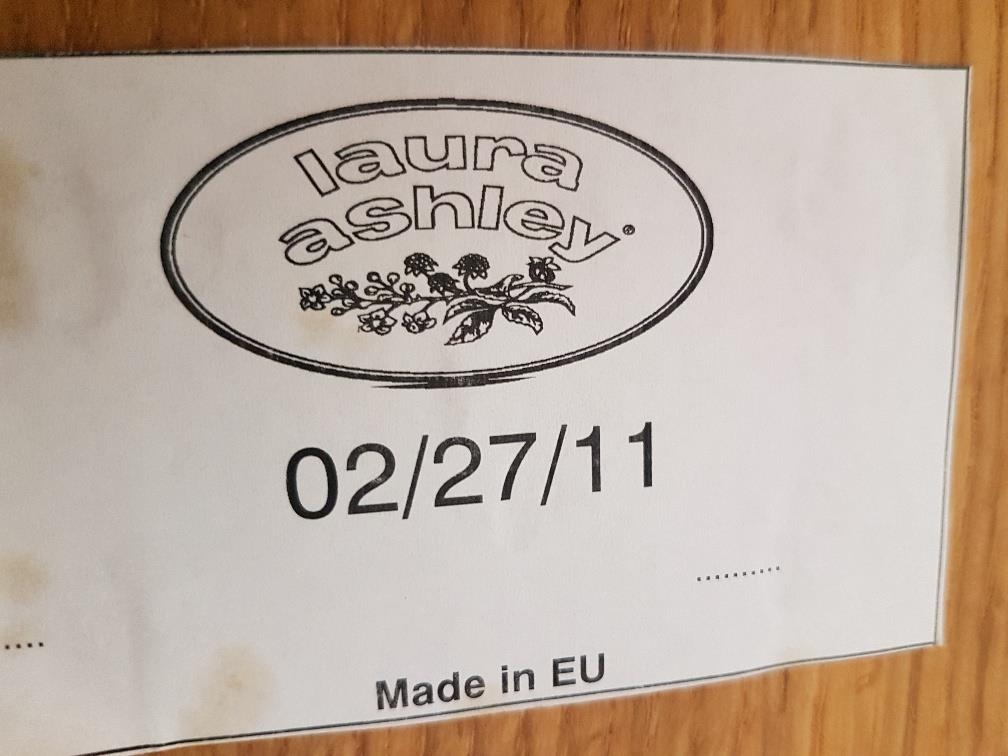 laura
ashley®
02/27/11
..........
....
Made in EU